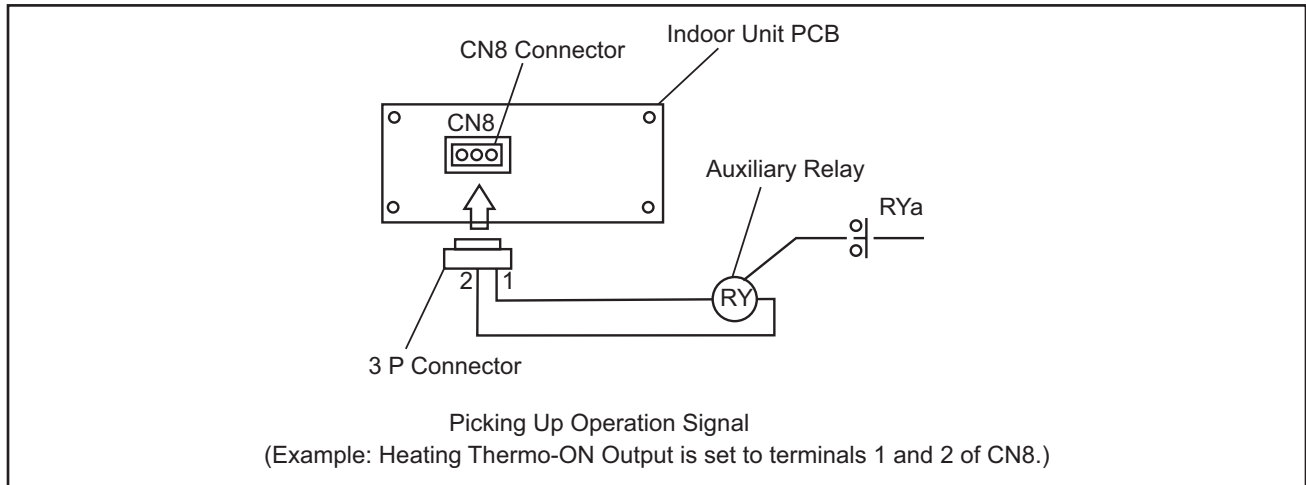 Indoor Unit PCB
CN8 Connector
CN8
Auxiliary Relay
RYa
2 1
RY
3 P Connector
Picking Up Operation Signal
(Example: Heating Thermo-ON Output is set to terminals 1 and 2 of CN8.)